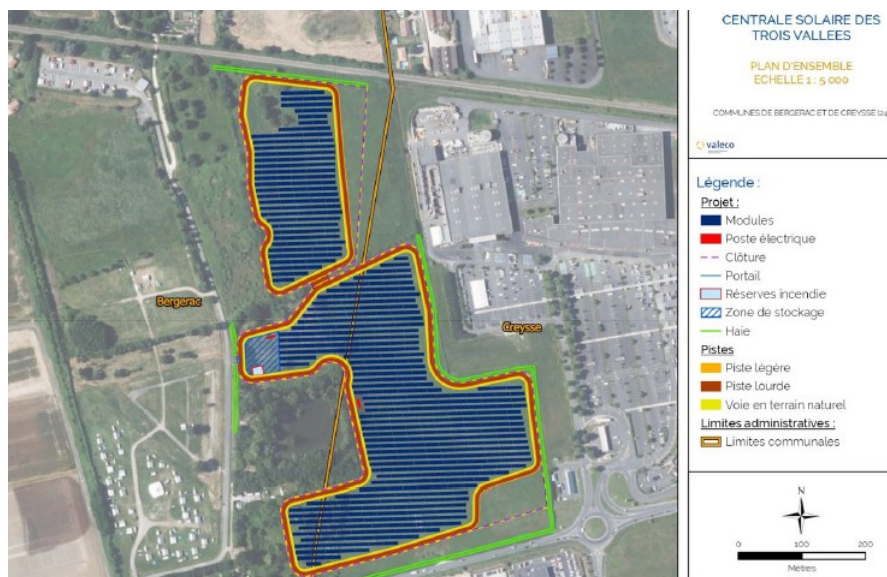 CENTRALE SOLAIRE DES
TROIS VALLEES
PLAN D'ENSEMBLE
ECHELLE 1 : 5 000
COMMUNES DE BERGERAC ET DE CREYSSE
valeco
Légende :
Projet :
Modules
Poste électrique
Clôture
Portail
Réserves incendie
Zone de stockage
Haie
Pistes
Piste légère
Piste lourde
Voie en terrain naturel
Limites administratives :
Limites communales
Bergerac
Creysse
N
0 100 200
Mètres